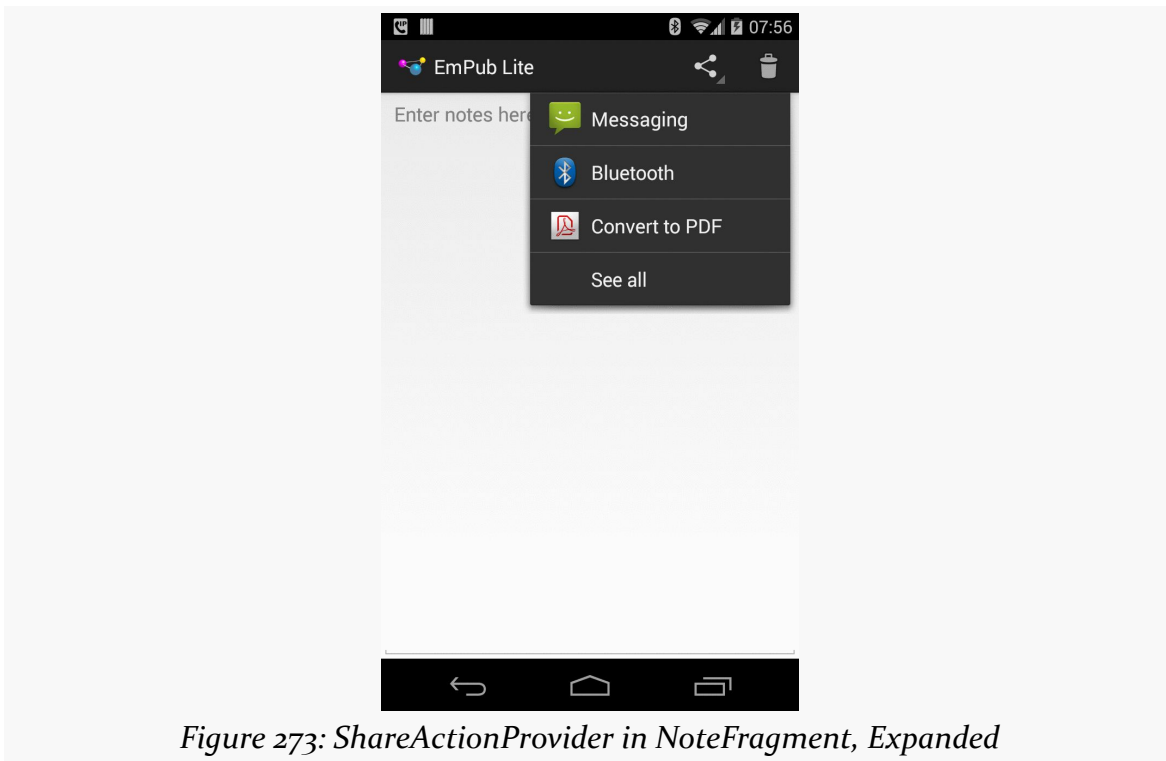 07:56
EmPub Lite
Enter notes here
Messaging
Bluetooth
Convert to PDF
See all
Figure 273: ShareActionProvider in NoteFragment, Expanded